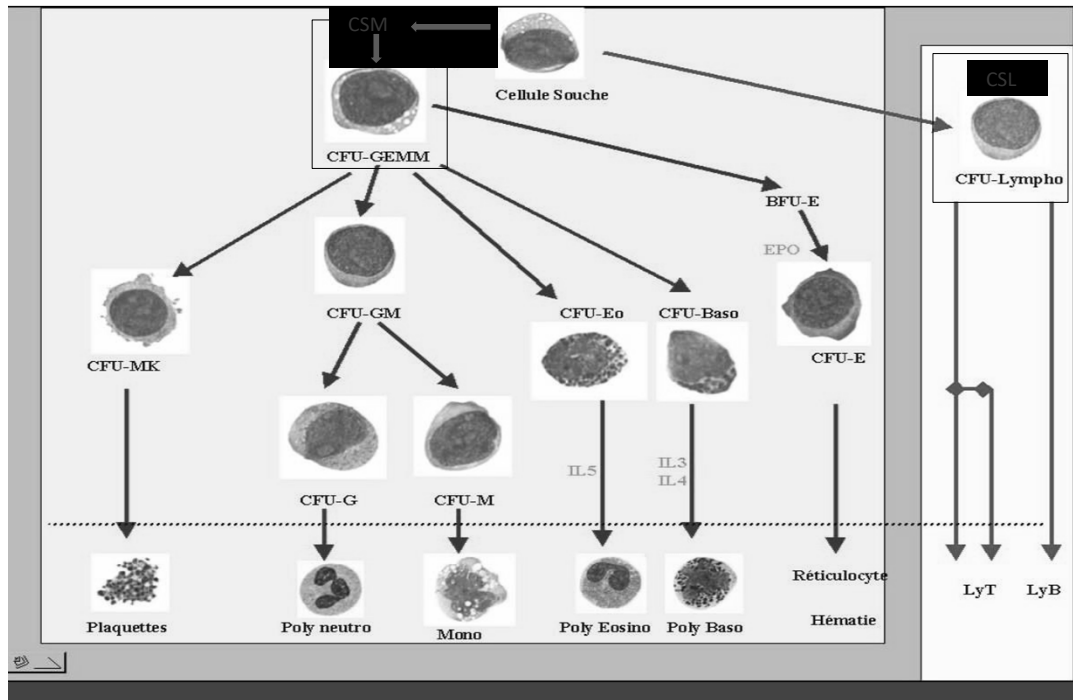 CSM
Cellule Souche
CSL
CFU-GEMM
CFU-Lympho
BFU-E
EPO
CFU-GM
CFU-Eo
CFU-Baso
CFU-MK
CFU-E
IL5
IL3
IL4
CFU-G
CFU-M
Plaquettes
Poly neutro
Mono
Poly Eosino
Poly Baso
Réticulocyte
Hématie
LyT
LyB